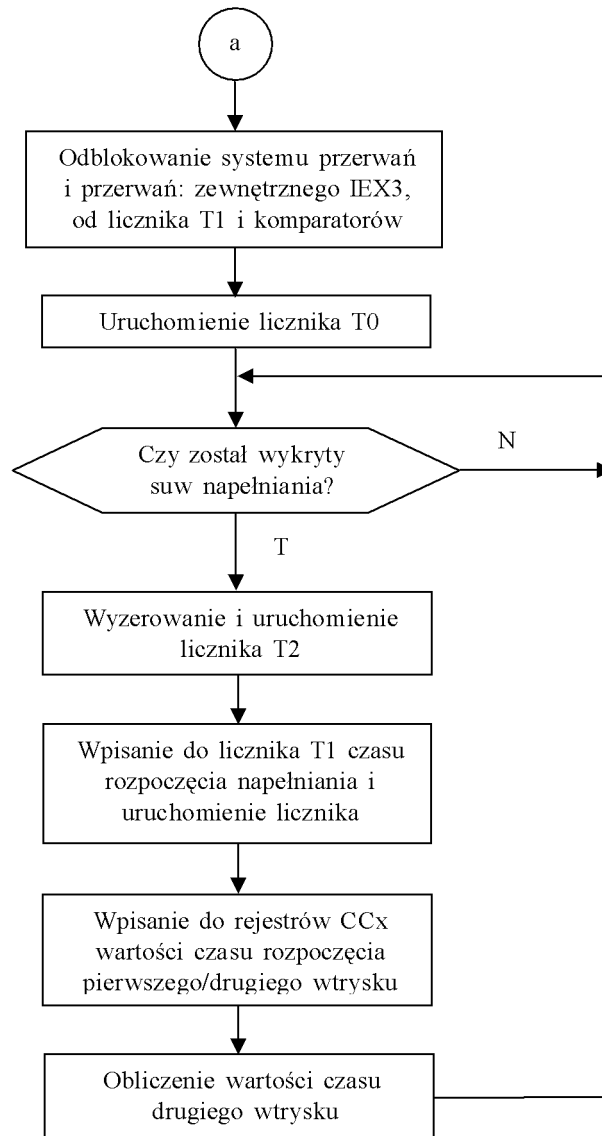 a
Odblokowanie systemu przerwań
i przerwań: zewnętrznego IEX3,
od licznika T1 i komparatorów
Uruchomienie licznika T0
Czy został wykryty
suw napełniania?
N
T
Wyzerowanie i uruchomienie
licznika T2
Wpisanie do licznika T1 czasu
rozpoczęcia napełniania i
uruchomienie licznika
Wpisanie do rejestrów CCx
wartości czasu rozpoczęcia
pierwszego/drugiego wtrysku
Obliczenie wartości czasu
drugiego wtrysku